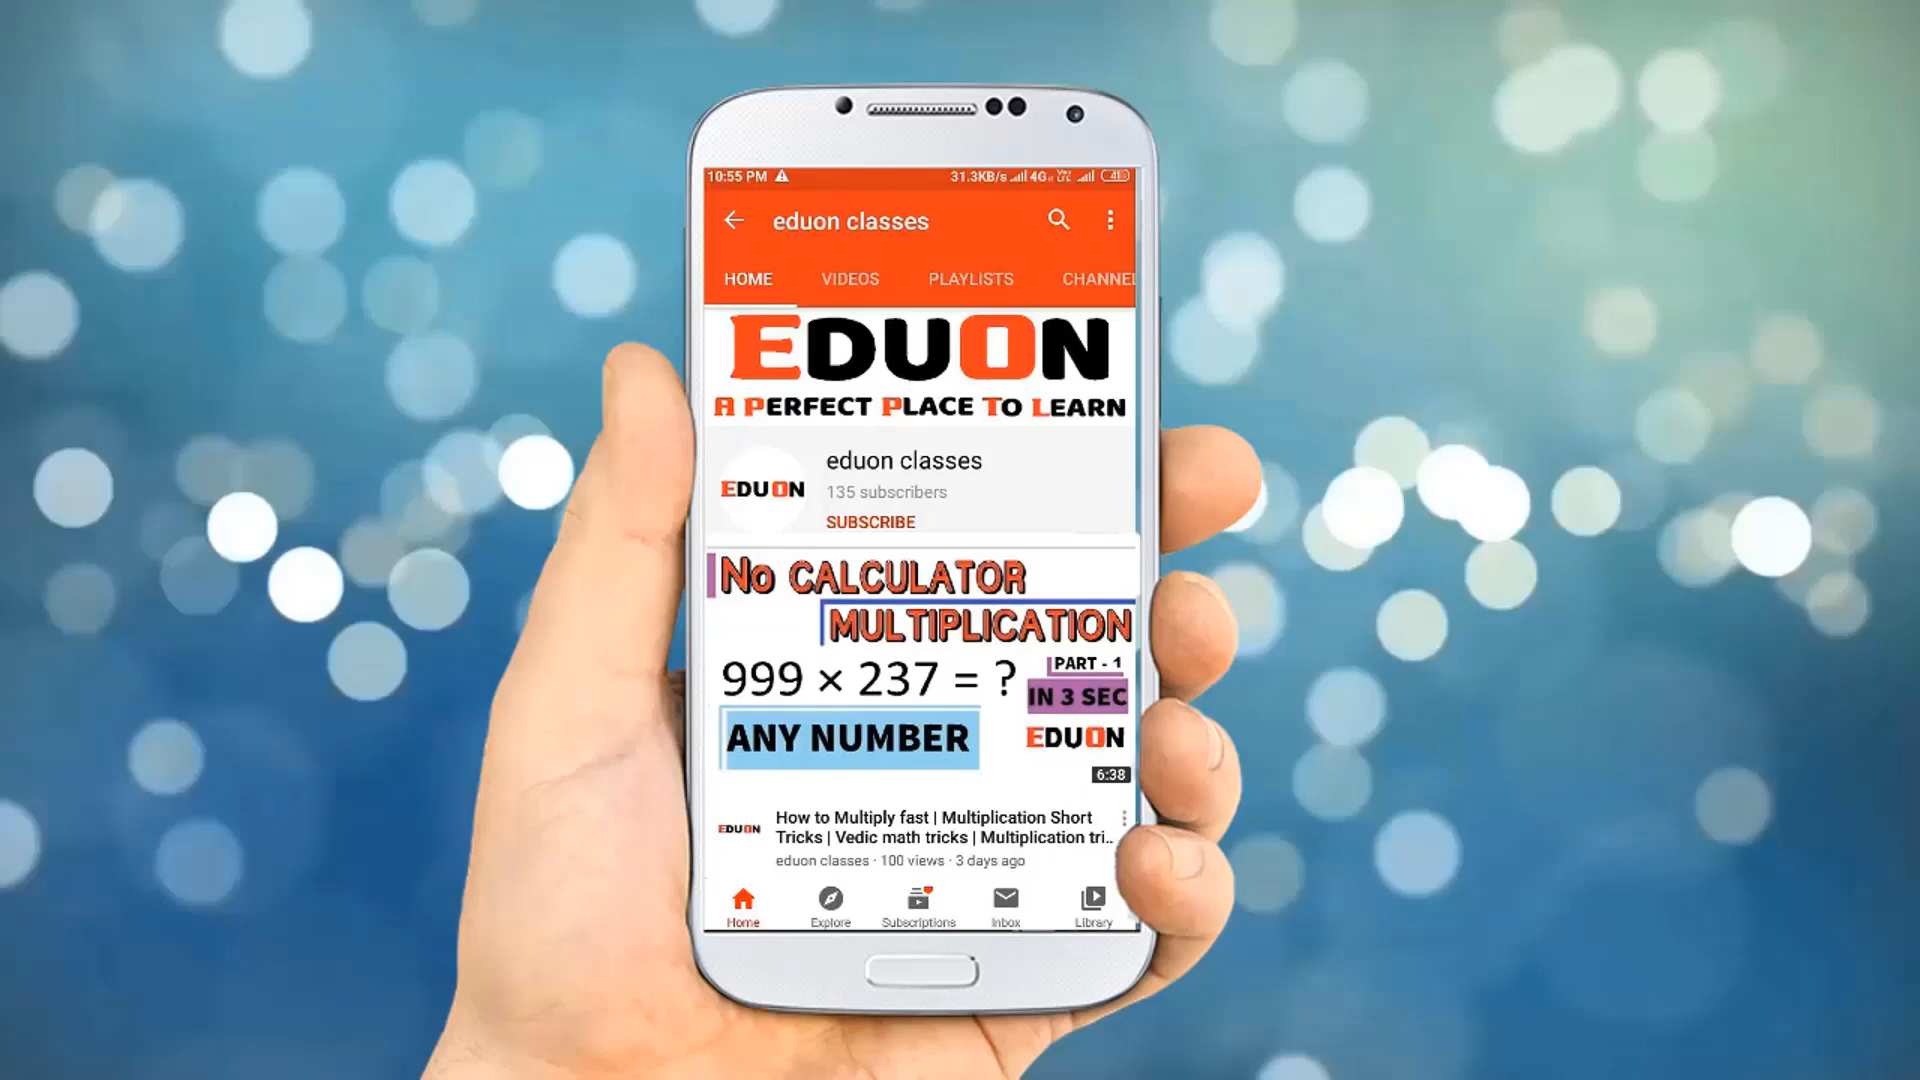 10:55 PM 31.3KB/s 4G VoLTE 41
eduon classes
HOME VIDEOS PLAYLISTS CHANNEL
EDUON
A PERFECT PLACE TO LEARN
eduon classes
EDUON
135 subscribers
SUBSCRIBE
No CALCULATOR
MULTIPLICATION
999 × 237 = ?
PART - 1
IN 3 SEC
ANY NUMBER
EDUON
6:38
EDUON
How to Multiply fast | Multiplication Short
Tricks | Vedic math tricks | Multiplication tri..
eduon classes · 100 views · 3 days ago
Home Explore Subscriptions Inbox Library